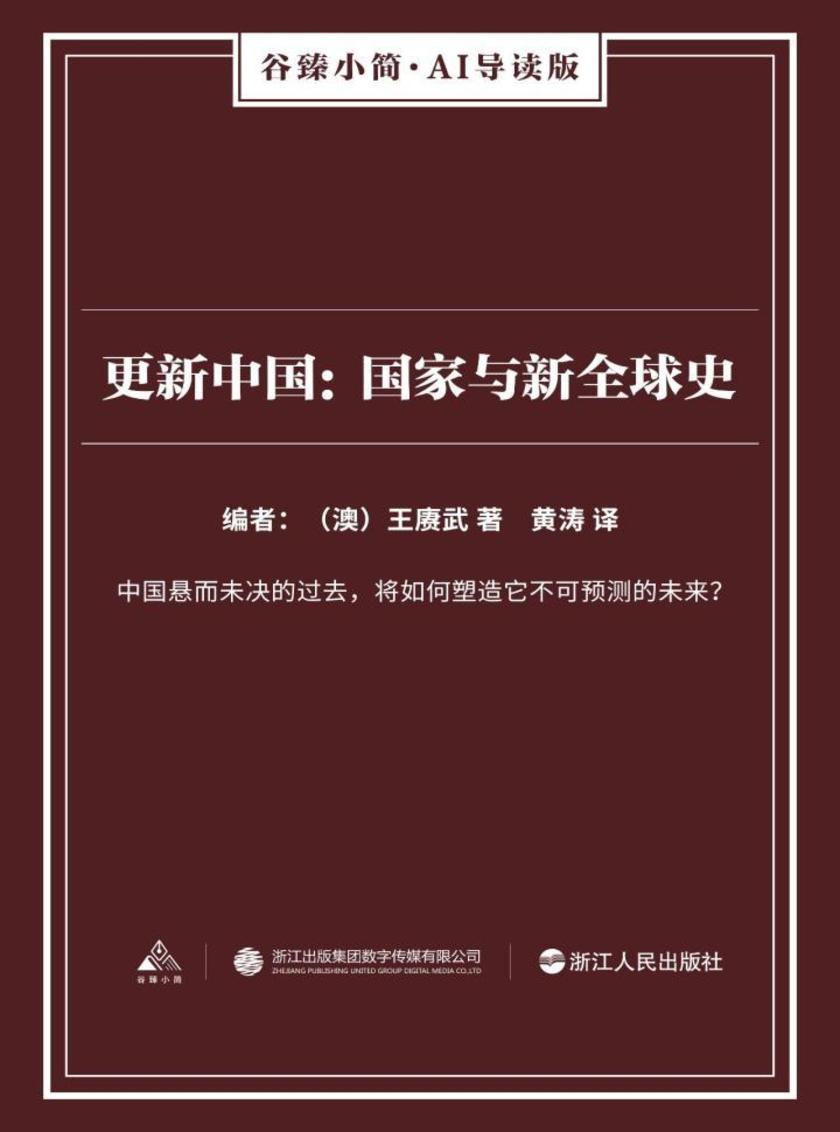 谷臻小简·AI导读版
更新中国：国家与新全球史
编者：（澳）王赓武 著 黄涛 译
中国悬而未决的过去，将如何塑造它不可预测的未来？
谷臻小简
浙江出版集团数字传媒有限公司
ZHEJIANG PUBLISHING UNITED GROUP DIGITAL MEDIA CO.,LTD
浙江人民出版社